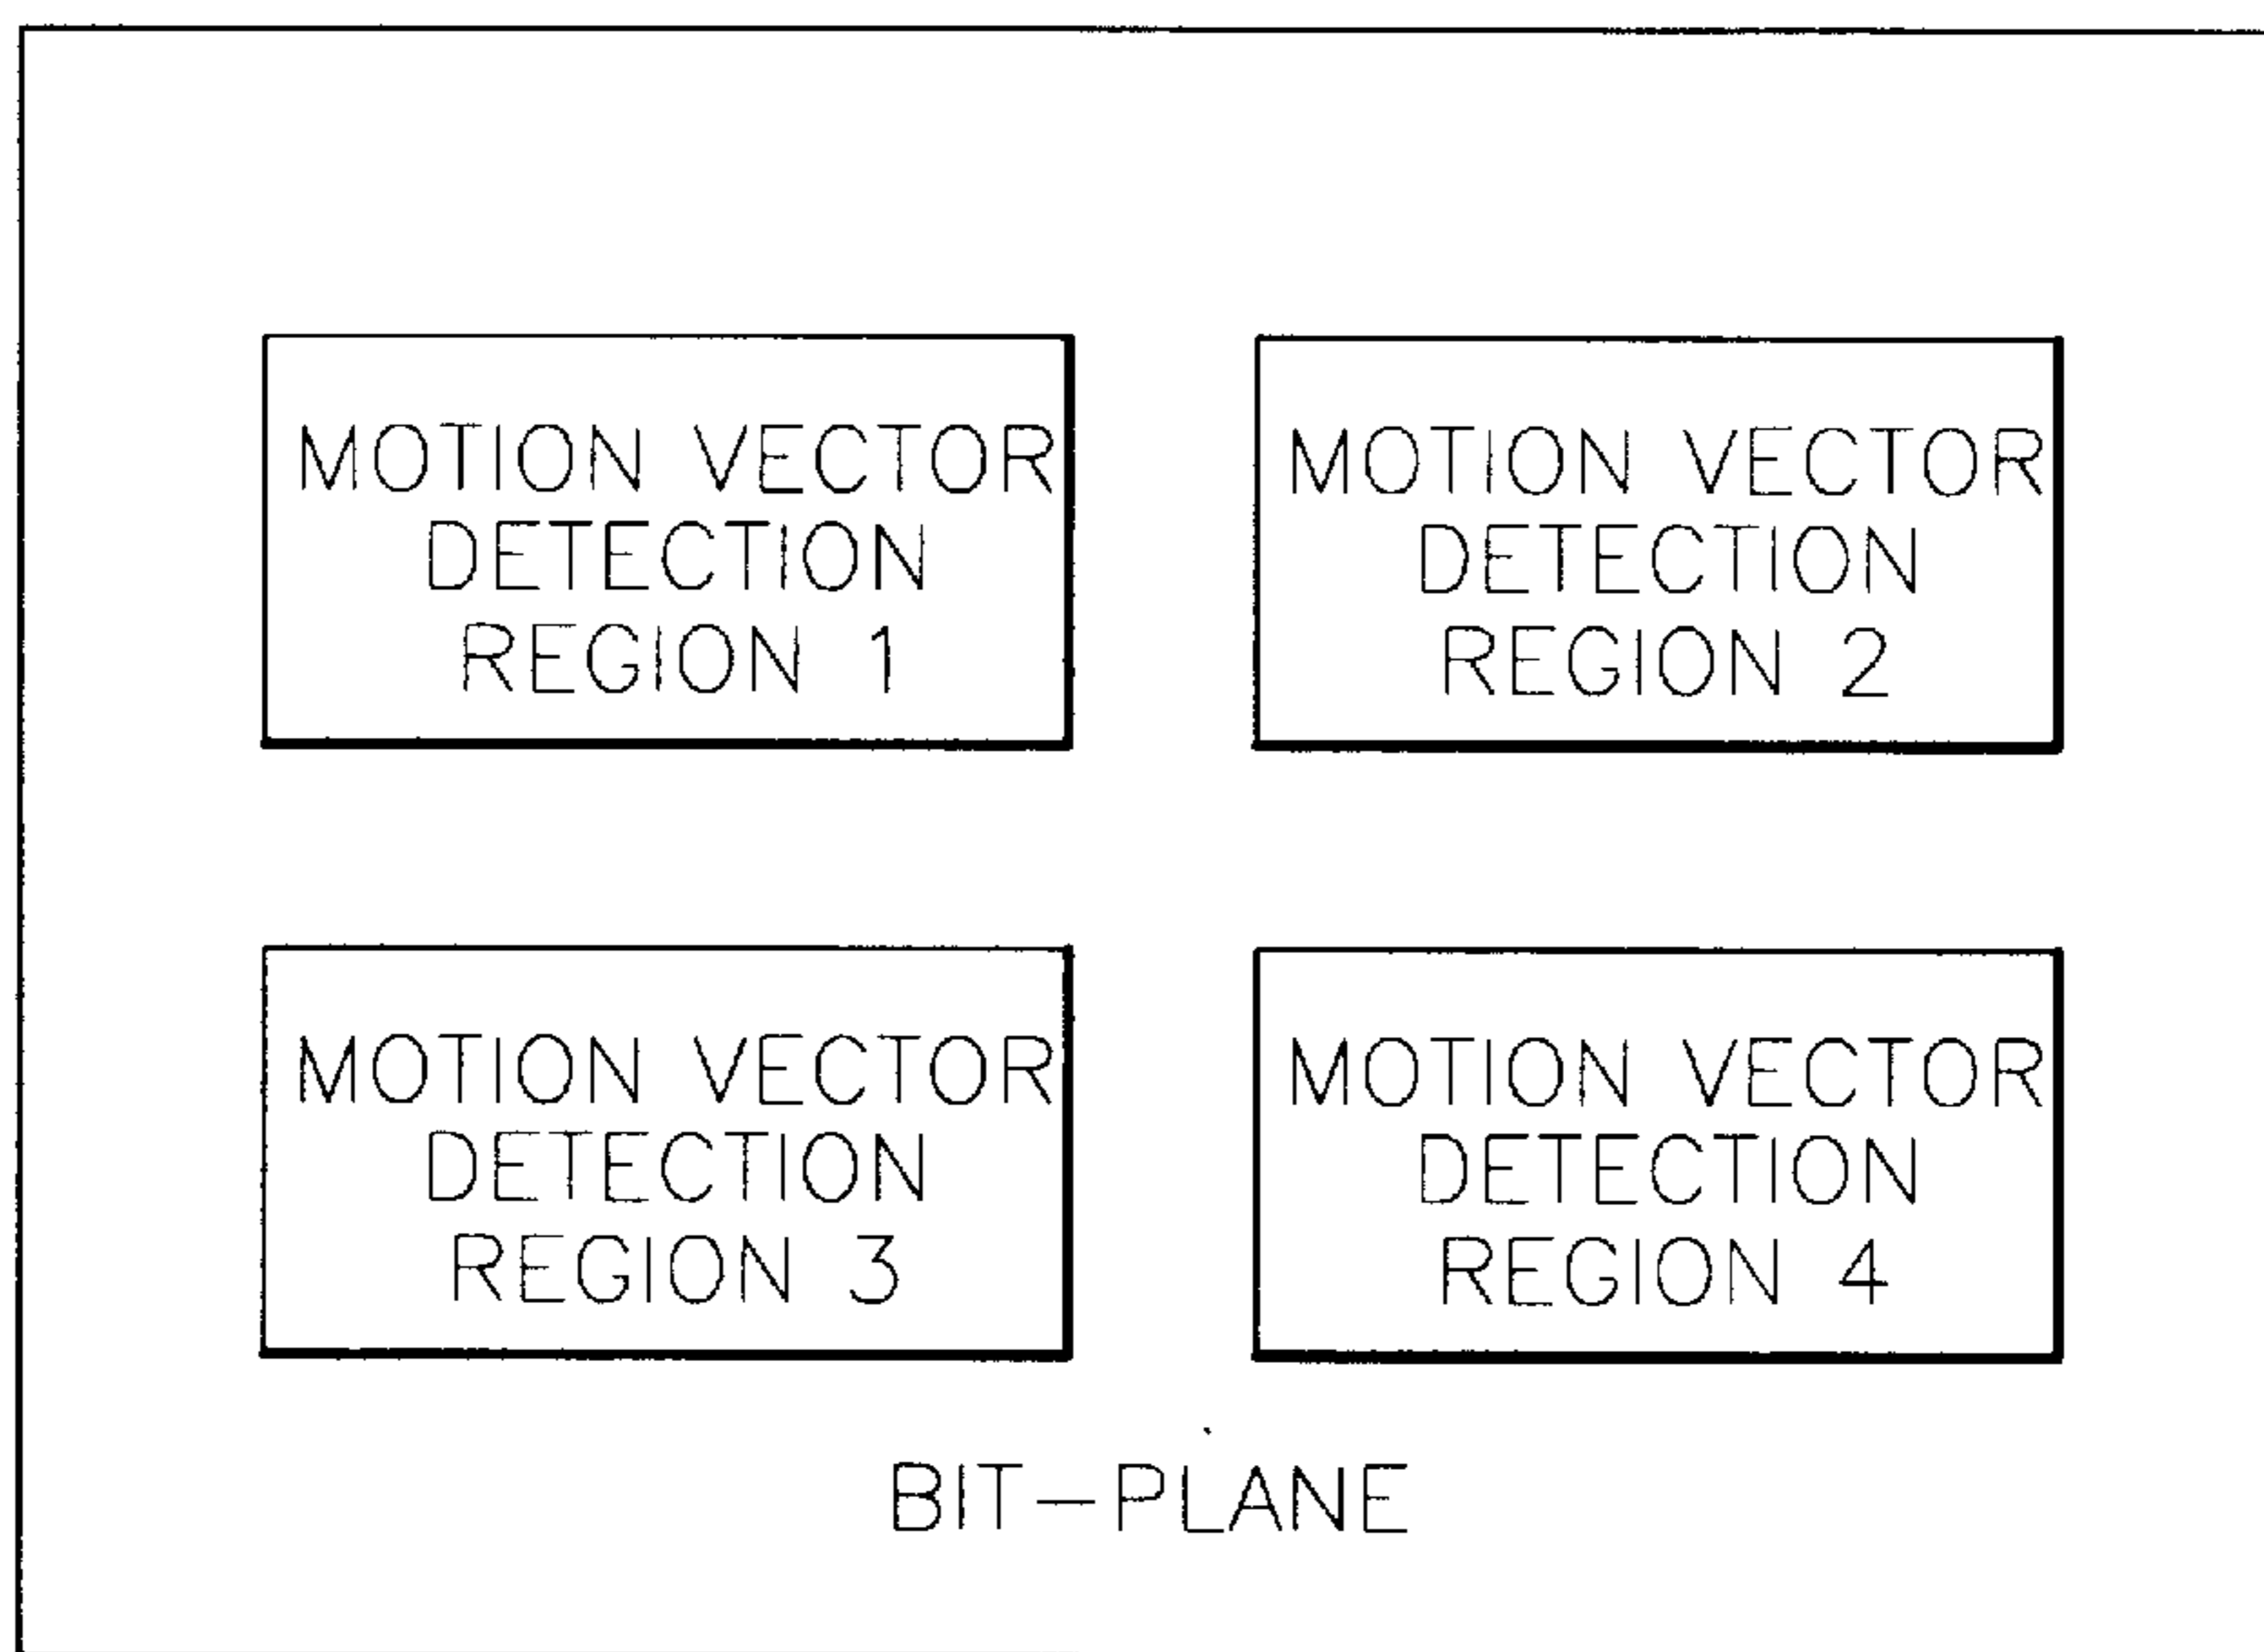 MOTION VECTOR
DETECTION
REGION 1
MOTION VECTOR
DETECTION
REGION 2
MOTION VECTOR
DETECTION
REGION 3
MOTION VECTOR
DETECTION
REGION 4
BIT-PLANE